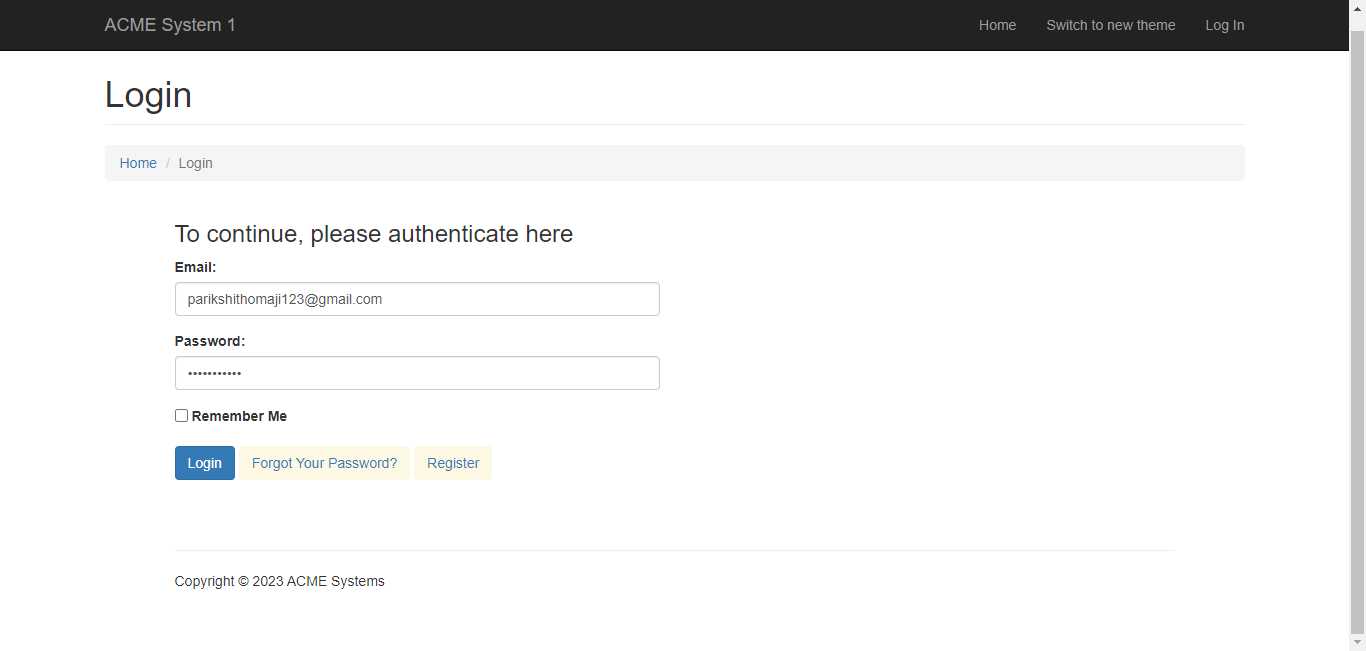 ACME System 1 Home Switch to new theme Log In
Login
Home / Login
To continue, please authenticate here
Email:
parikshithomaji123@gmail.com
Password:
•••••••••••
Remember Me
Login Forgot Your Password? Register
Copyright © 2023 ACME Systems